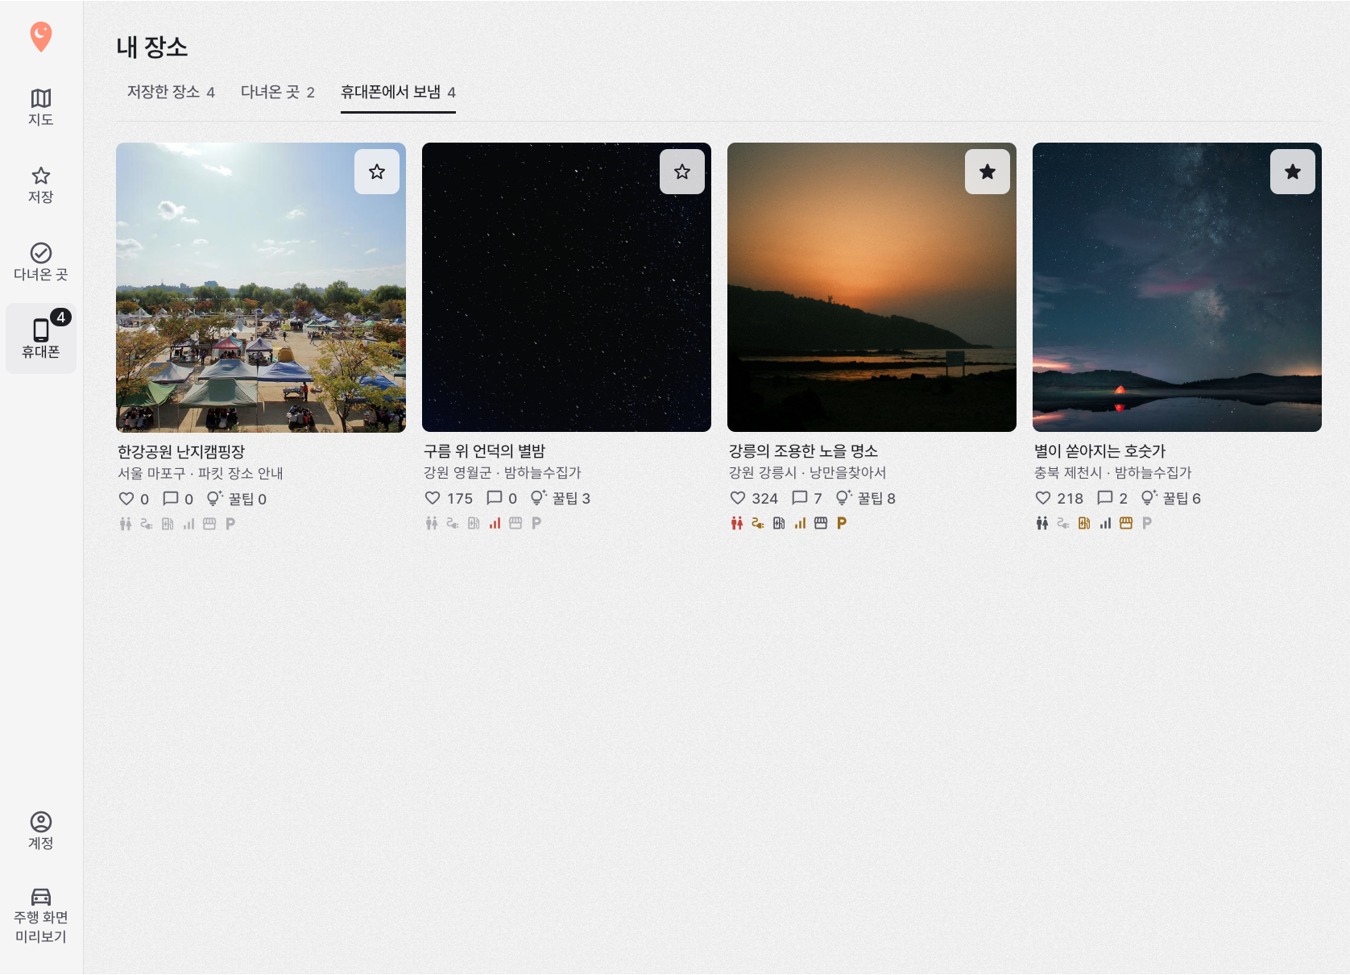 내 장소
저장한 장소 4
다녀온 곳 2
휴대폰에서 보냄 4
지도
저장
다녀온 곳
4
휴대폰
계정
주행 화면
미리보기
한강공원 난지캠핑장
서울 마포구 · 파킷 장소 안내
0 0 꿀팁 0
P
구름 위 언덕의 별밤
강원 영월군 · 밤하늘수집가
175 0 꿀팁 3
P
강릉의 조용한 노을 명소
강원 강릉시 · 낭만을찾아서
324 7 꿀팁 8
P
별이 쏟아지는 호숫가
충북 제천시 · 밤하늘수집가
218 2 꿀팁 6
P